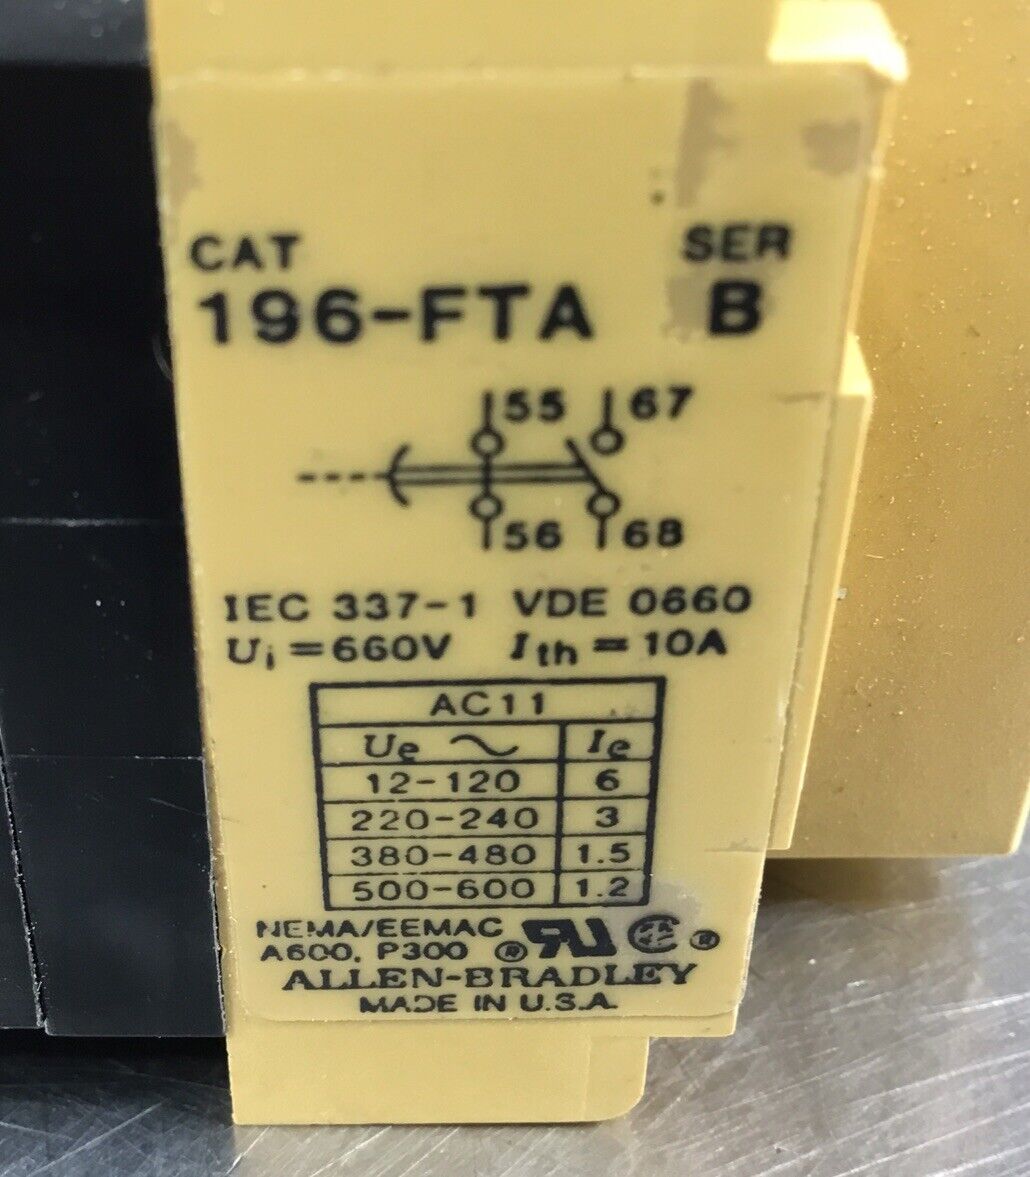 CAT SER
196-FTA B
55 67
56 68
IEC 337-1 VDE 0660
Ui =660V Ith = 10A
AC11
Ue ~ Ie
12-120 6
220-240 3
380-480 1.5
500-600 1.2
NEMA/EEMAC
A600, P300 ® RU ®
ALLEN-BRADLEY
MADE IN U.S.A.